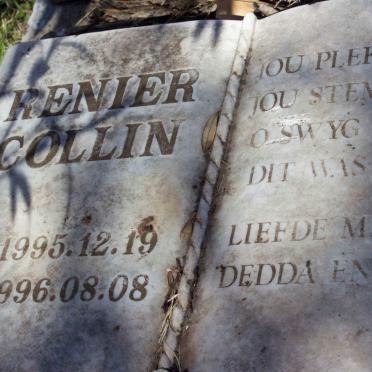 RENIER
COLLIN
1995.12.19
1996.08.08
JOU PLEK
JOU STEM
O SWYG
DIT WAS
LIEFDE
DEDDA EN